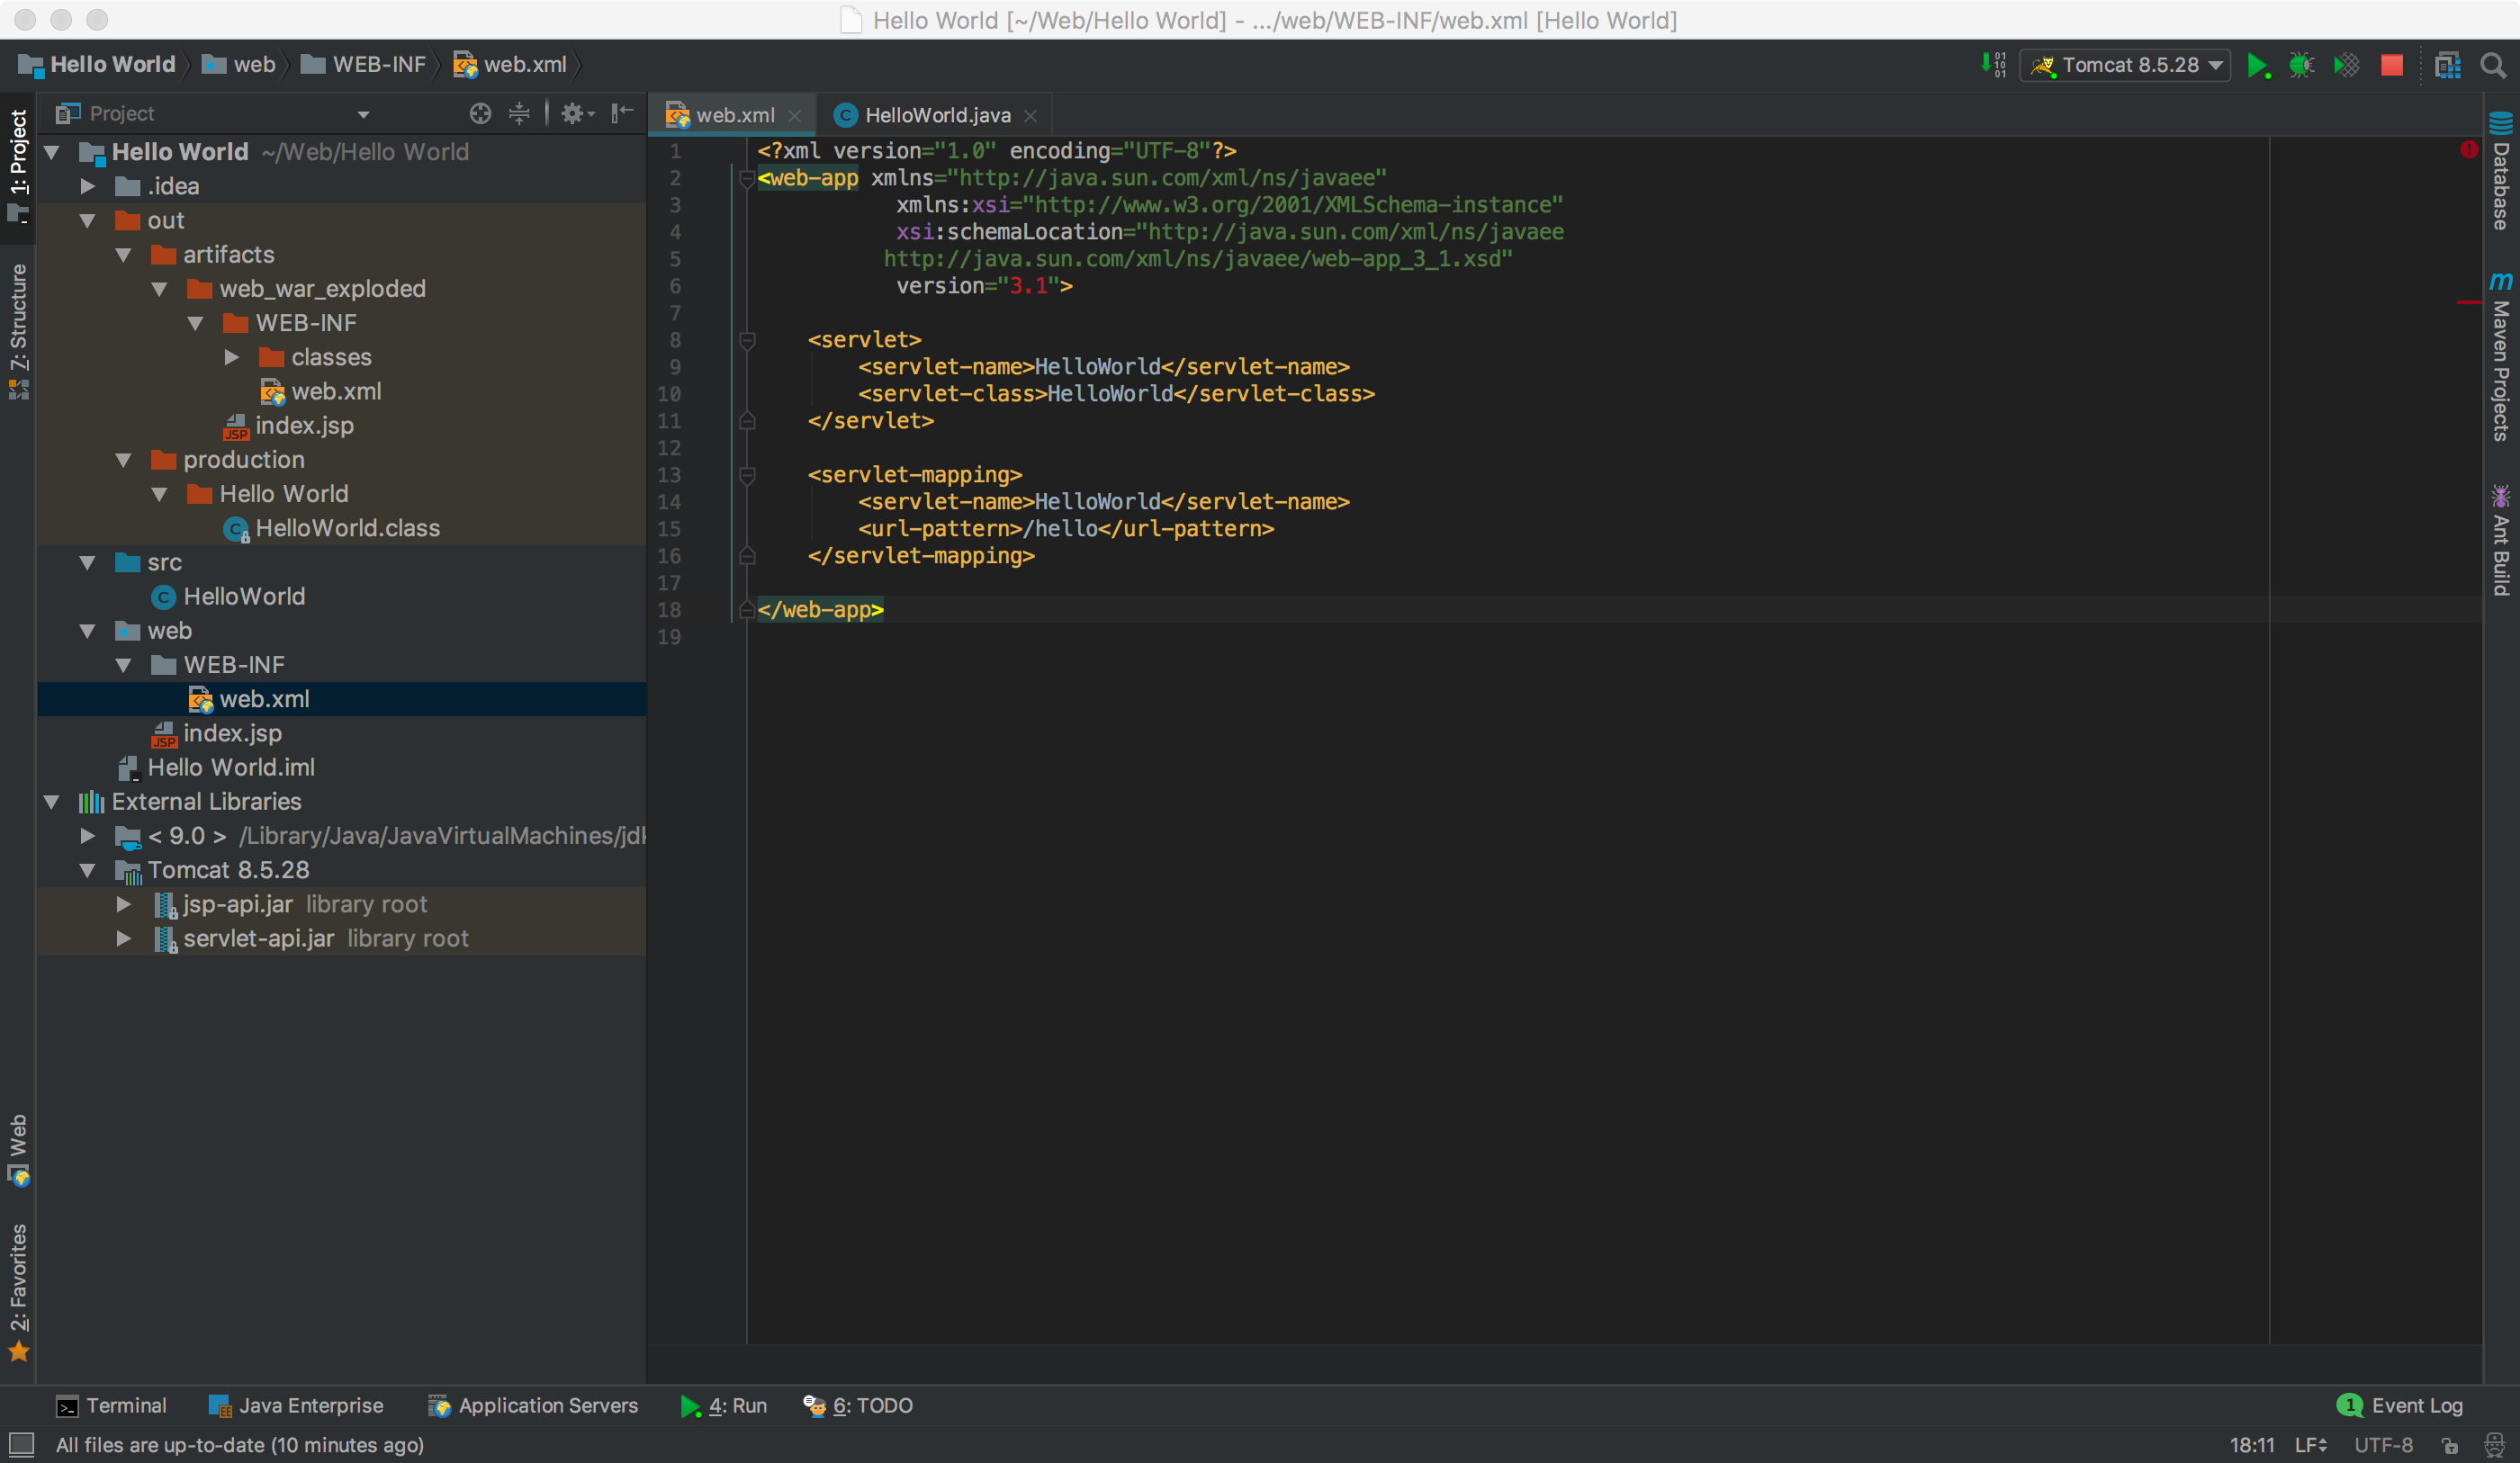 Hello World [~/Web/Hello World] - .../web/WEB-INF/web.xml [Hello World]
Hello World web WEB-INF web.xml
01
10
01
Tomcat 8.5.28
1: Project
Z: Structure
Web
2: Favorites
Project
Hello World ~/Web/Hello World
.idea
out
artifacts
web_war_exploded
WEB-INF
classes
web.xml
JSP index.jsp
production
Hello World
C HelloWorld.class
src
C HelloWorld
web
WEB-INF
web.xml
JSP index.jsp
Hello World.iml
External Libraries
< 9.0 > /Library/Java/JavaVirtualMachines/jdk
Tomcat 8.5.28
jsp-api.jar library root
servlet-api.jar library root
web.xml C HelloWorld.java
1 <?xml version="1.0" encoding="UTF-8"?>
2 <web-app xmlns="http://java.sun.com/xml/ns/javaee"
3 xmlns:xsi="http://www.w3.org/2001/XMLSchema-instance"
4 xsi:schemaLocation="http://java.sun.com/xml/ns/javaee
5 http://java.sun.com/xml/ns/javaee/web-app_3_1.xsd"
6 version="3.1">
7
8 <servlet>
9 <servlet-name>HelloWorld</servlet-name>
10 <servlet-class>HelloWorld</servlet-class>
11 </servlet>
12
13 <servlet-mapping>
14 <servlet-name>HelloWorld</servlet-name>
15 <url-pattern>/hello</url-pattern>
16 </servlet-mapping>
17
18 </web-app>
19
Database
m Maven Projects
Ant Build
Terminal Java Enterprise Application Servers 4: Run 6: TODO 1 Event Log
All files are up-to-date (10 minutes ago) 18:11 LF UTF-8